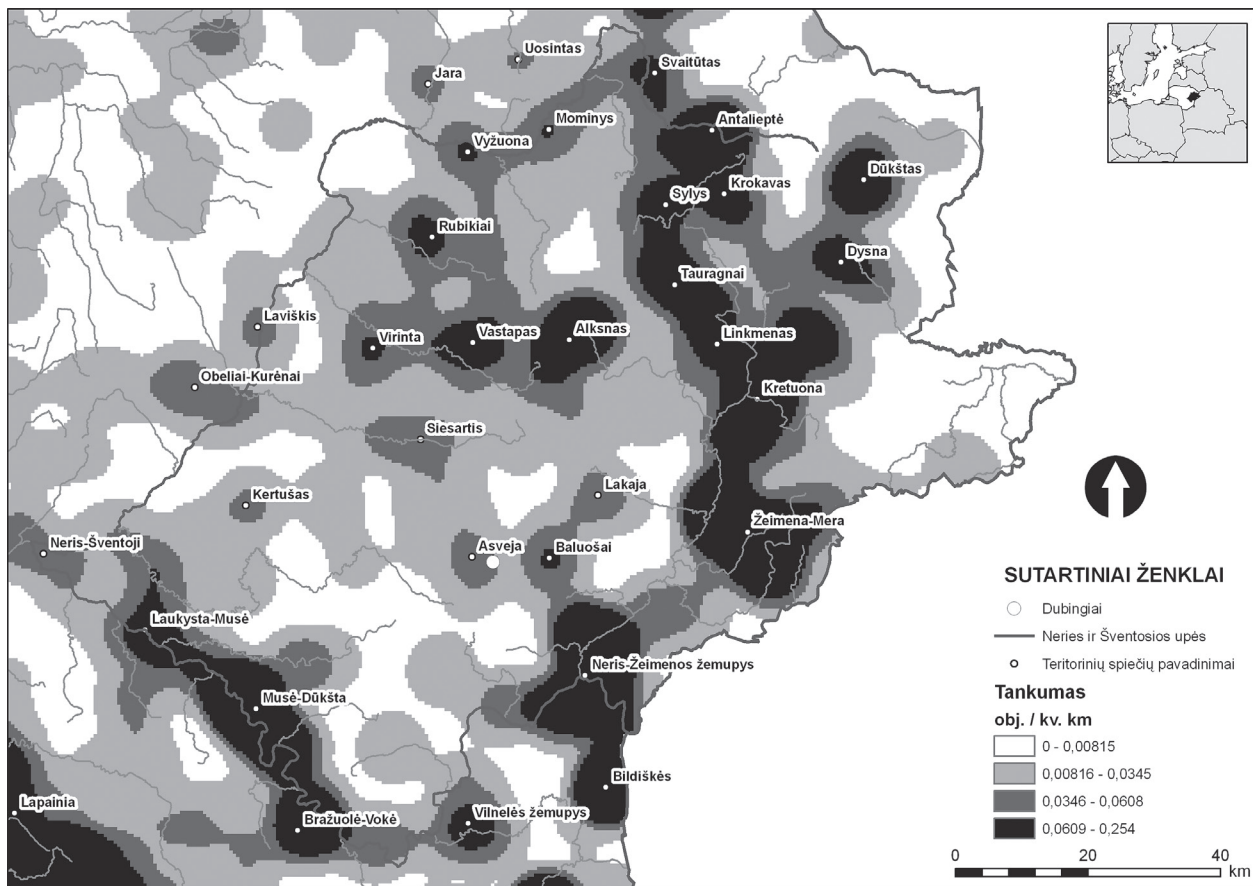 Uosintas
Jara
Svaitūtas
Mominys
Antalieptė
Vyžuona
Dūkštas
Krokavas
Sylys
Rubikiai
Dysna
Tauragnai
Laviškis
Virinta
Vastapas
Alksnas
Linkmenas
Obeliai-Kurėnai
Kretuona
Siesartis
Kertušas
Lakaja
Žeimena-Mera
Neris-Šventoji
Asveja
Baluošai
Laukysta-Musė
Neris-Žeimenos žemupys
Musė-Dūkšta
Bildiškės
Lapainia
Bražuolė-Vokė
Vilnelės žemupys
SUTARTINIAI ŽENKLAI
Dubingiai
Neries ir Šventosios upės
Teritorinių spiečių pavadinimai
Tankumas
obj. / kv. km
0 - 0,00815
0,00816 - 0,0345
0,0346 - 0,0608
0,0609 - 0,254
0 20 40
km